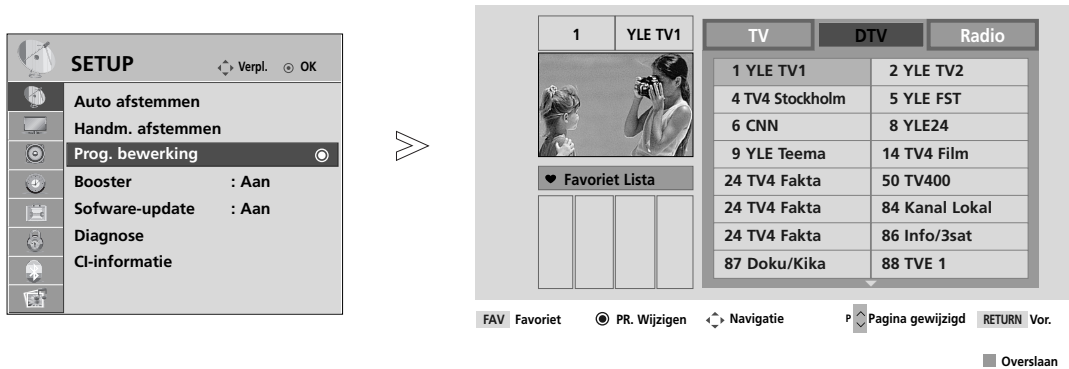 SETUP Verpl. OK
Auto afstemmen
Handm. afstemmen
Prog. bewerking
Booster : Aan
Sofware-update : Aan
Diagnose
CI-informatie
1 YLE TV1
Favoriet Lista
TV DTV Radio
1 YLE TV1 2 YLE TV2
4 TV4 Stockholm 5 YLE FST
6 CNN 8 YLE24
9 YLE Teema 14 TV4 Film
24 TV4 Fakta 50 TV400
24 TV4 Fakta 84 Kanal Lokal
24 TV4 Fakta 86 Info/3sat
87 Doku/Kika 88 TVE 1
FAV Favoriet PR. Wijzigen Navigatie P Pagina gewijzigd RETURN Vor.
Overslaan